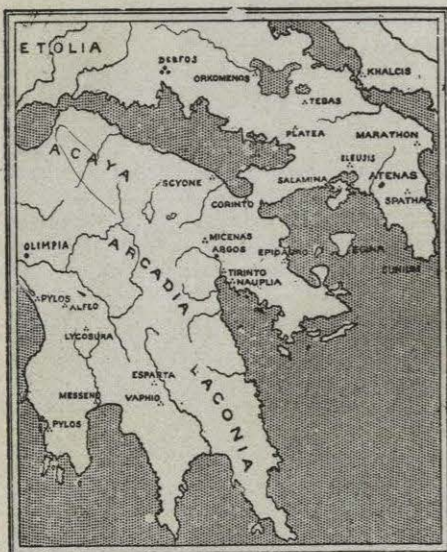 ETOLIA
DELFOS
ORKOMENOS
KHALCIS
TEBAS
PLATEA
MARATHON
ELEUSIS
ACAYA
SCYONE
SALAMINA
ATENAS
SPATHA
CORINTO
MICENAS
OLIMPIA
ARGOS
EPIDAURO
EGINA
SUNIUM
ARCADIA
TIRINTO
NAUPLIA
PYLOS
ALFEO
LYCOSURA
ESPARTA
LACONIA
MESSENE
VAPHIO
PYLOS